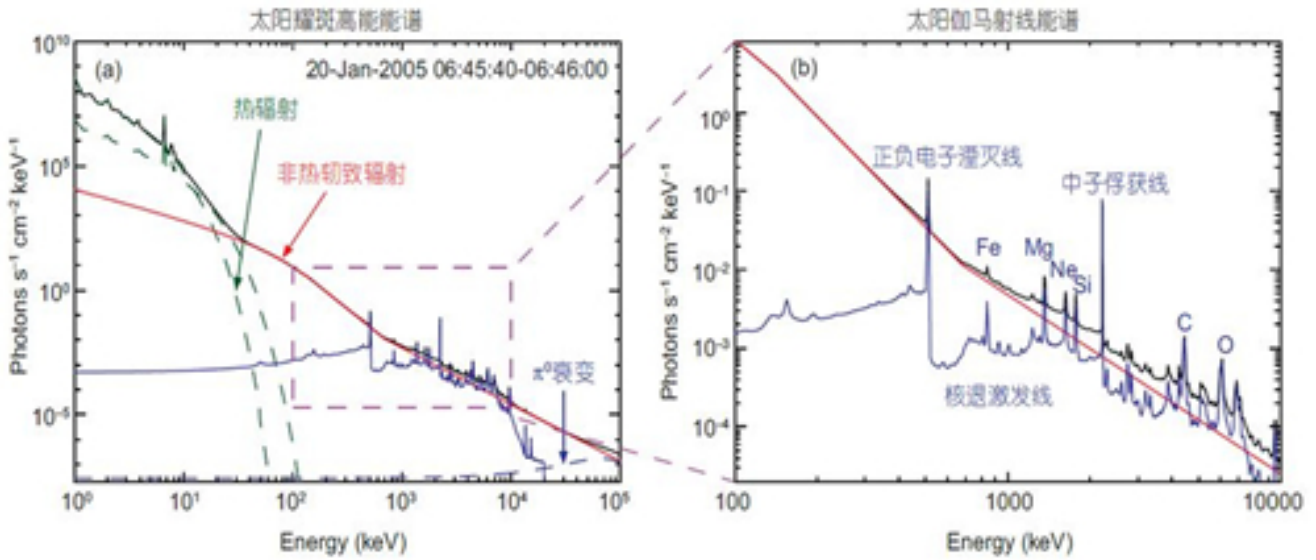 太阳耀斑高能能谱
(a)
20-Jan-2005 06:45:40-06:46:00
热辐射
非热轫致辐射
π⁰衰变
Photons s⁻¹ cm⁻² keV⁻¹
10¹⁰
10⁵
10⁰
10⁻⁵
10⁰ 10¹ 10² 10³ 10⁴ 10⁵
Energy (keV)
太阳伽马射线能谱
(b)
正负电子湮灭线
中子俘获线
Fe
Mg
Ne
Si
C
O
核退激发线
Photons s⁻¹ cm⁻² keV⁻¹
10⁰
10⁻¹
10⁻²
10⁻³
10⁻⁴
100 1000 10000
Energy (keV)